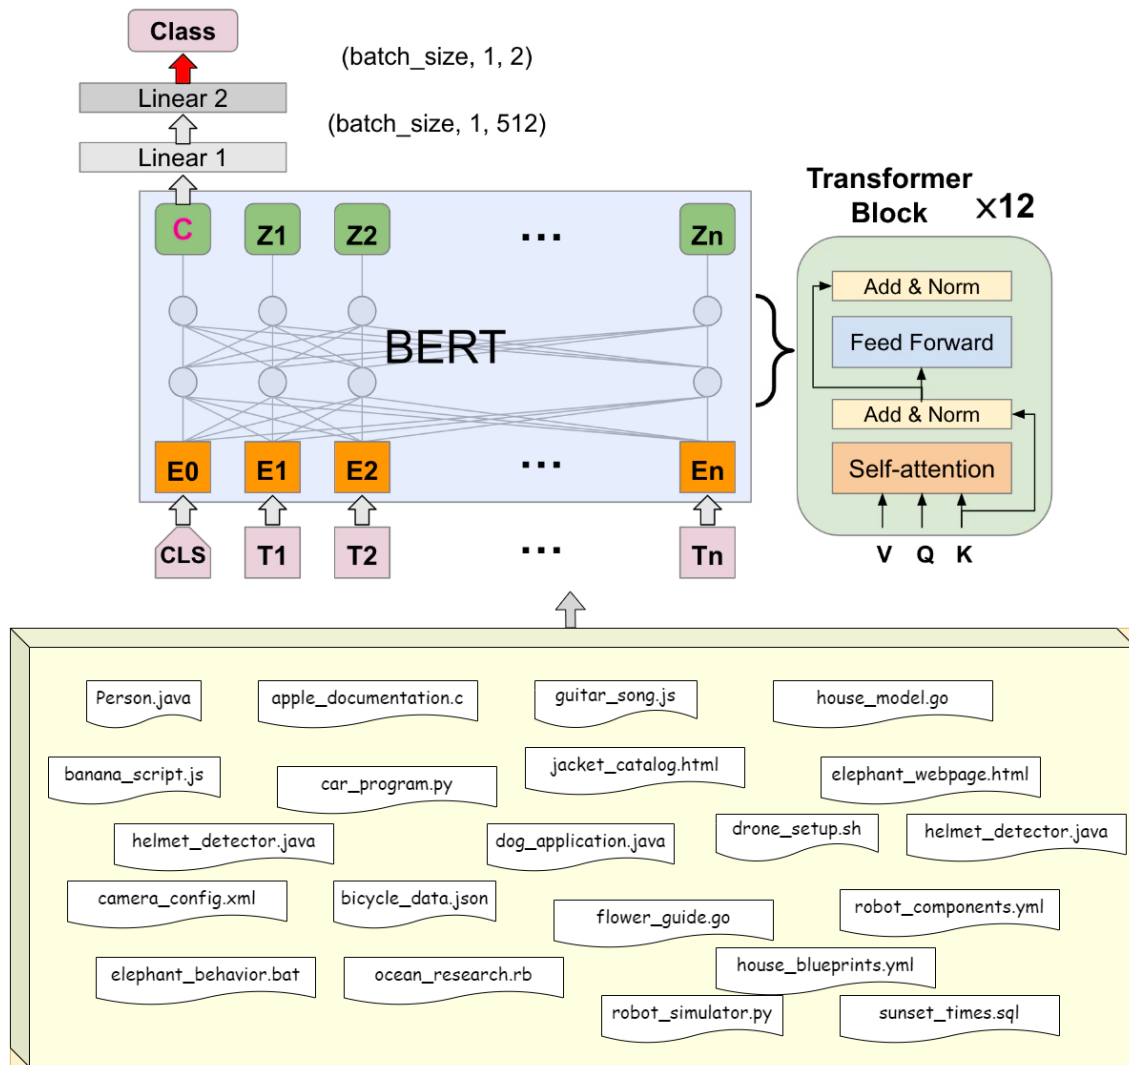 Class
(batch_size, 1, 2)
Linear 2
(batch_size, 1, 512)
Linear 1
Transformer
Block
×12
C
Z1
Z2
...
Zn
BERT
E0
E1
E2
...
En
CLS
T1
T2
...
Tn
Add & Norm
Feed Forward
Add & Norm
Self-attention
V
Q
K
Person.java
apple_documentation.c
guitar_song.js
house_model.go
banana_script.js
car_program.py
jacket_catalog.html
elephant_webpage.html
helmet_detector.java
dog_application.java
drone_setup.sh
helmet_detector.java
camera_config.xml
bicycle_data.json
flower_guide.go
robot_components.yml
elephant_behavior.bat
ocean_research.rb
house_blueprints.yml
robot_simulator.py
sunset_times.sql